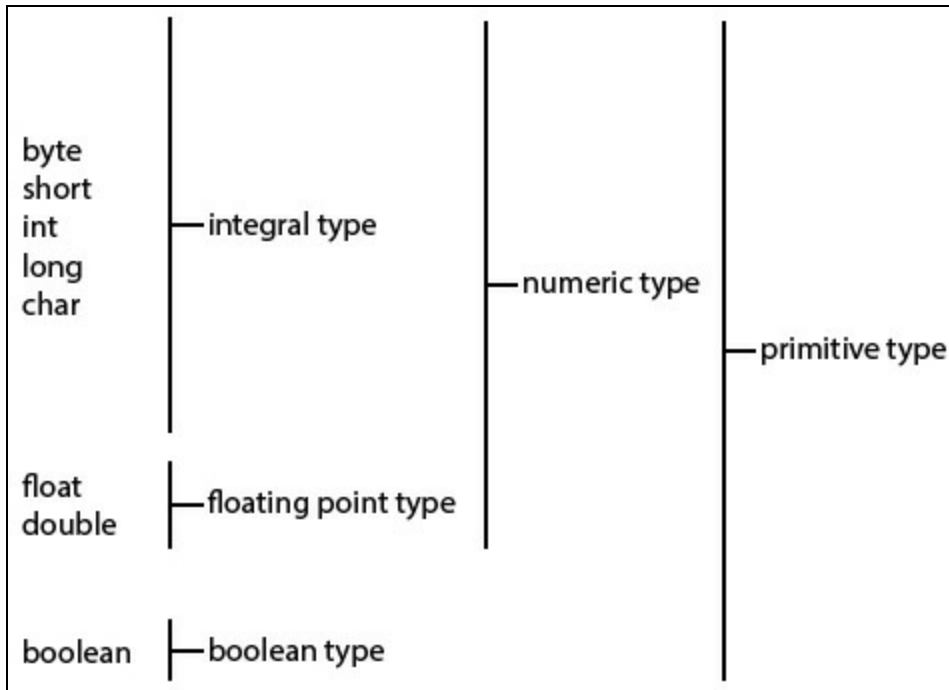 byte
short
int
long
char
integral type
numeric type
primitive type
float
double
floating point type
boolean
boolean type